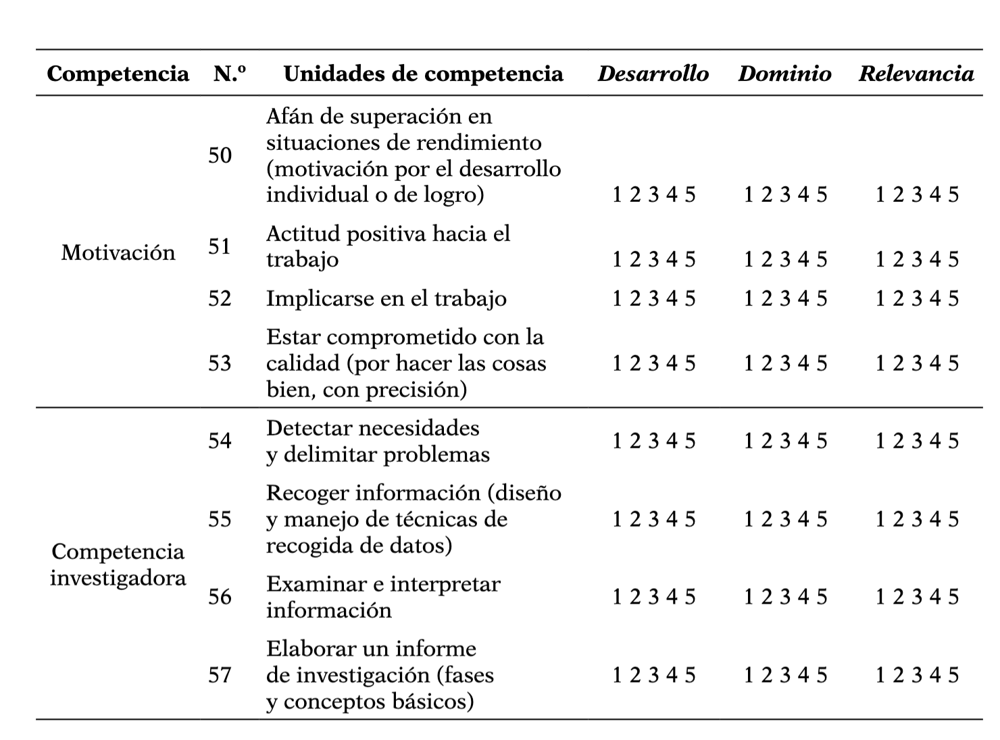 Competencia N.º Unidades de competencia Desarrollo Dominio Relevancia
Motivación
50
Afán de superación en
situaciones de rendimiento
(motivación por el desarrollo
individual o de logro) 1 2 3 4 5 1 2 3 4 5 1 2 3 4 5
51
Actitud positiva hacia el
trabajo 1 2 3 4 5 1 2 3 4 5 1 2 3 4 5
52 Implicarse en el trabajo 1 2 3 4 5 1 2 3 4 5 1 2 3 4 5
53
Estar comprometido con la
calidad (por hacer las cosas
bien, con precisión)
1 2 3 4 5 1 2 3 4 5 1 2 3 4 5
Competencia
investigadora
54
Detectar necesidades
y delimitar problemas
1 2 3 4 5 1 2 3 4 5 1 2 3 4 5
55
Recoger información (diseño
y manejo de técnicas de
recogida de datos)
1 2 3 4 5 1 2 3 4 5 1 2 3 4 5
56
Examinar e interpretar
información
1 2 3 4 5 1 2 3 4 5 1 2 3 4 5
57
Elaborar un informe
de investigación (fases
y conceptos básicos)
1 2 3 4 5 1 2 3 4 5 1 2 3 4 5